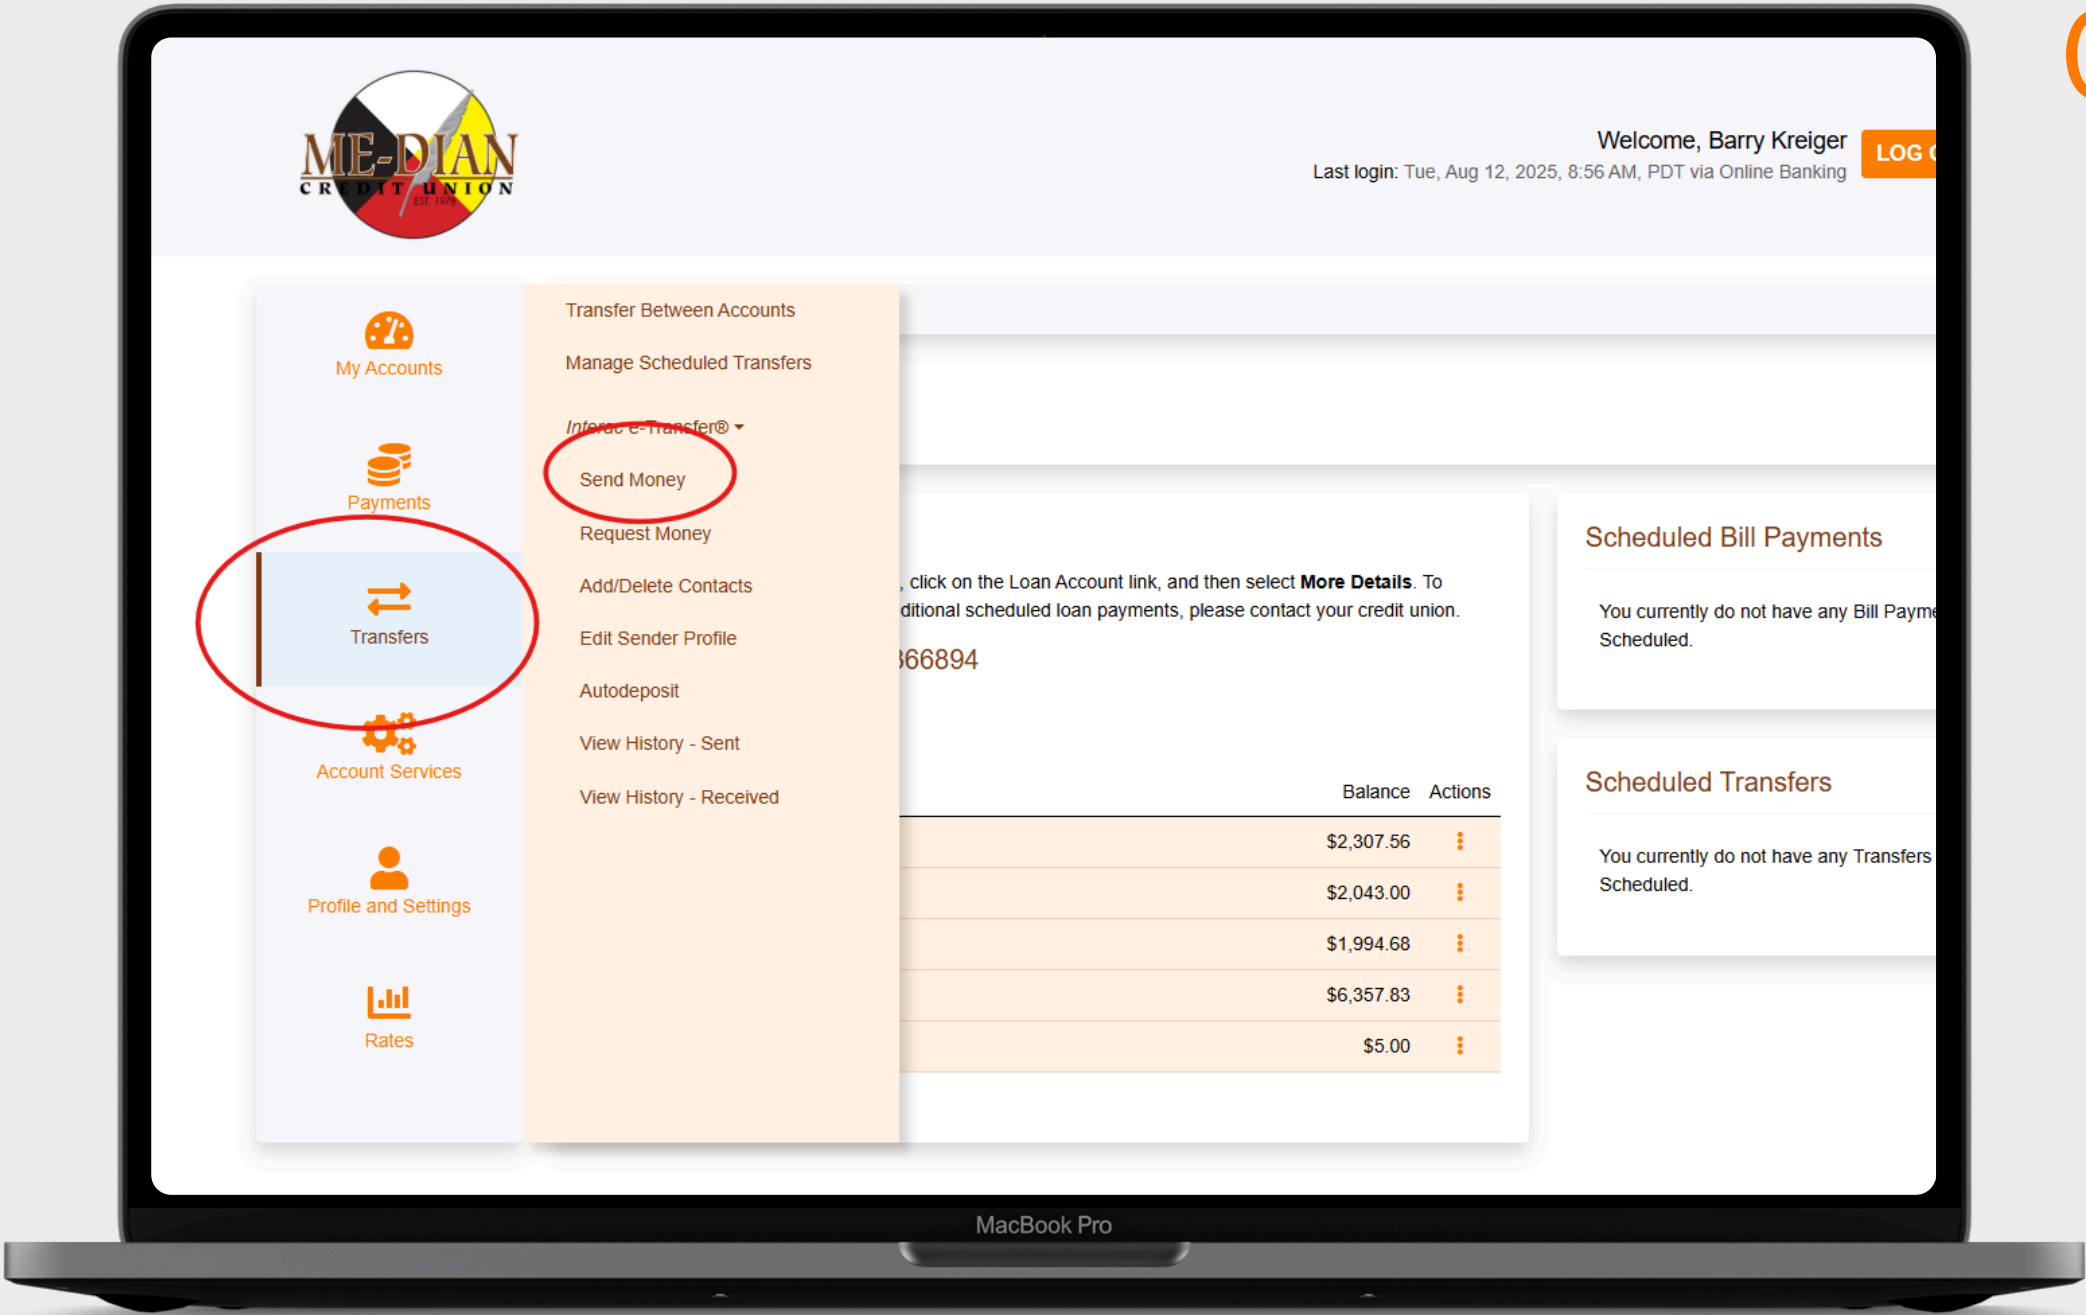 ME-DIAN
CREDIT UNION
EST. 1978
Welcome, Barry Kreiger
Last login: Tue, Aug 12, 2025, 8:56 AM, PDT via Online Banking
LOG
My Accounts
Payments
Transfers
Account Services
Profile and Settings
Rates
Transfer Between Accounts
Manage Scheduled Transfers
Interac e-Transfer®
Send Money
Request Money
Add/Delete Contacts
Edit Sender Profile
Autodeposit
View History - Sent
View History - Received
, click on the Loan Account link, and then select More Details. To
ditional scheduled loan payments, please contact your credit union.
366894
Balance Actions
$2,307.56
$2,043.00
$1,994.68
$6,357.83
$5.00
Scheduled Bill Payments
You currently do not have any Bill Payme
Scheduled.
Scheduled Transfers
You currently do not have any Transfers
Scheduled.
MacBook Pro